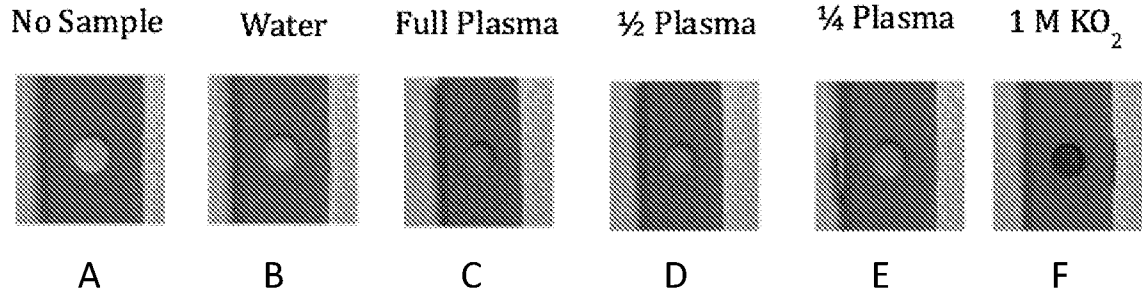 No Sample Water Full Plasma ½ Plasma ¼ Plasma 1 M KO₂
A B C D E F